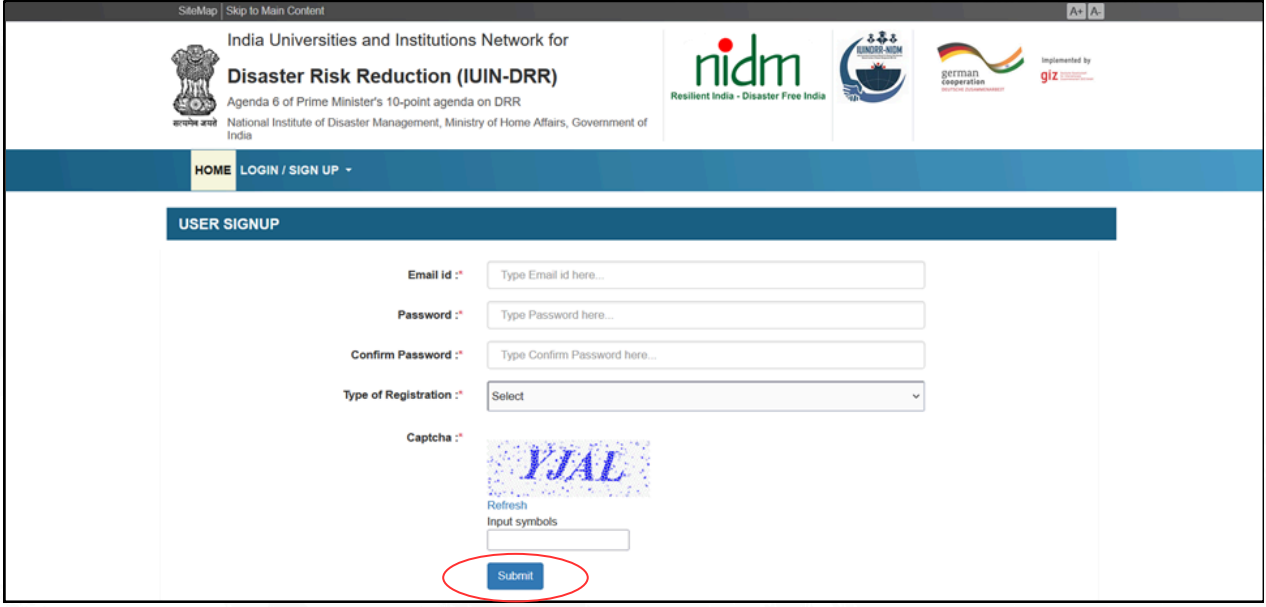 SiteMap Skip to Main Content A+ A-
India Universities and Institutions Network for
Disaster Risk Reduction (IUIN-DRR)
Agenda 6 of Prime Minister's 10-point agenda on DRR
National Institute of Disaster Management, Ministry of Home Affairs, Government of
India
सत्यमेव जयते
nidm
Resilient India - Disaster Free India
IUINDRR-NIDM
german
cooperation
DEUTSCHE ZUSAMMENARBEIT
Implemented by
giz
HOME LOGIN / SIGN UP
USER SIGNUP
Email id :* Type Email id here...
Password :* Type Password here...
Confirm Password :* Type Confirm Password here...
Type of Registration :* Select
Captcha :*
YJAL
Refresh
Input symbols
Submit